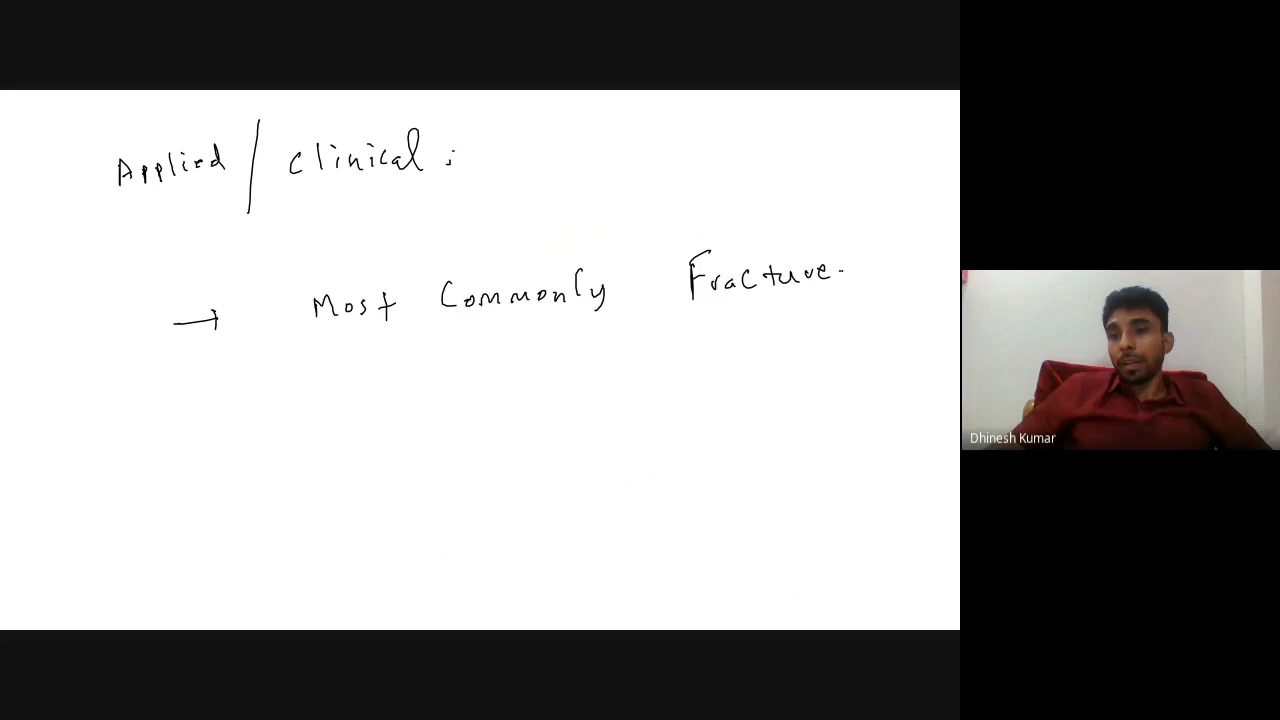 Applied / clinical :
→ Most Commonly Fracture.
Dhinesh Kumar